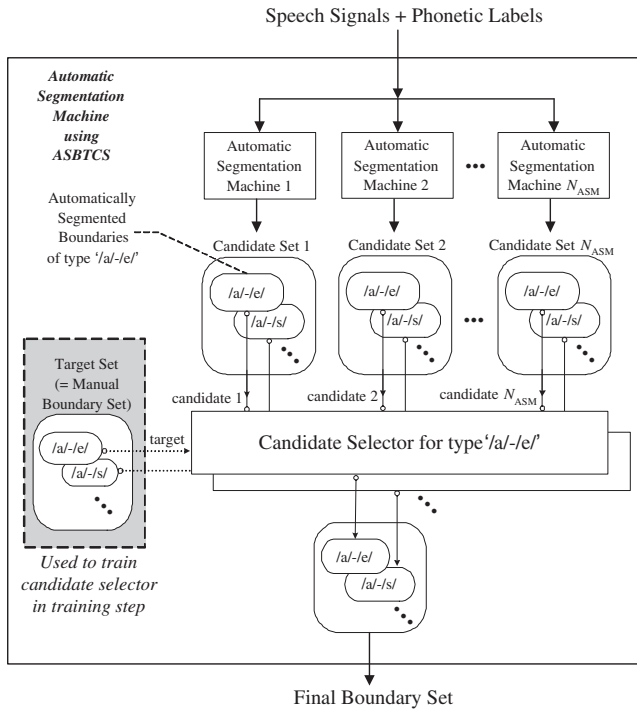 Speech Signals + Phonetic Labels
Automatic
Segmentation
Machine
using
ASBTCS
Automatic
Segmentation
Machine 1
Automatic
Segmentation
Machine 2
Automatic
Segmentation
Machine N_ASM
Automatically
Segmented
Boundaries
of type ‘/a/-/e/’
Candidate Set 1
Candidate Set 2
Candidate Set N_ASM
/a/-/e/
/a/-/s/
/a/-/e/
/a/-/s/
/a/-/e/
/a/-/s/
Target Set
(= Manual
Boundary Set)
/a/-/e/
/a/-/s/
candidate 1
candidate 2
candidate N_ASM
target
Candidate Selector for type‘/a/-/e/’
Used to train
candidate selector
in training step
/a/-/e/
/a/-/s/
Final Boundary Set